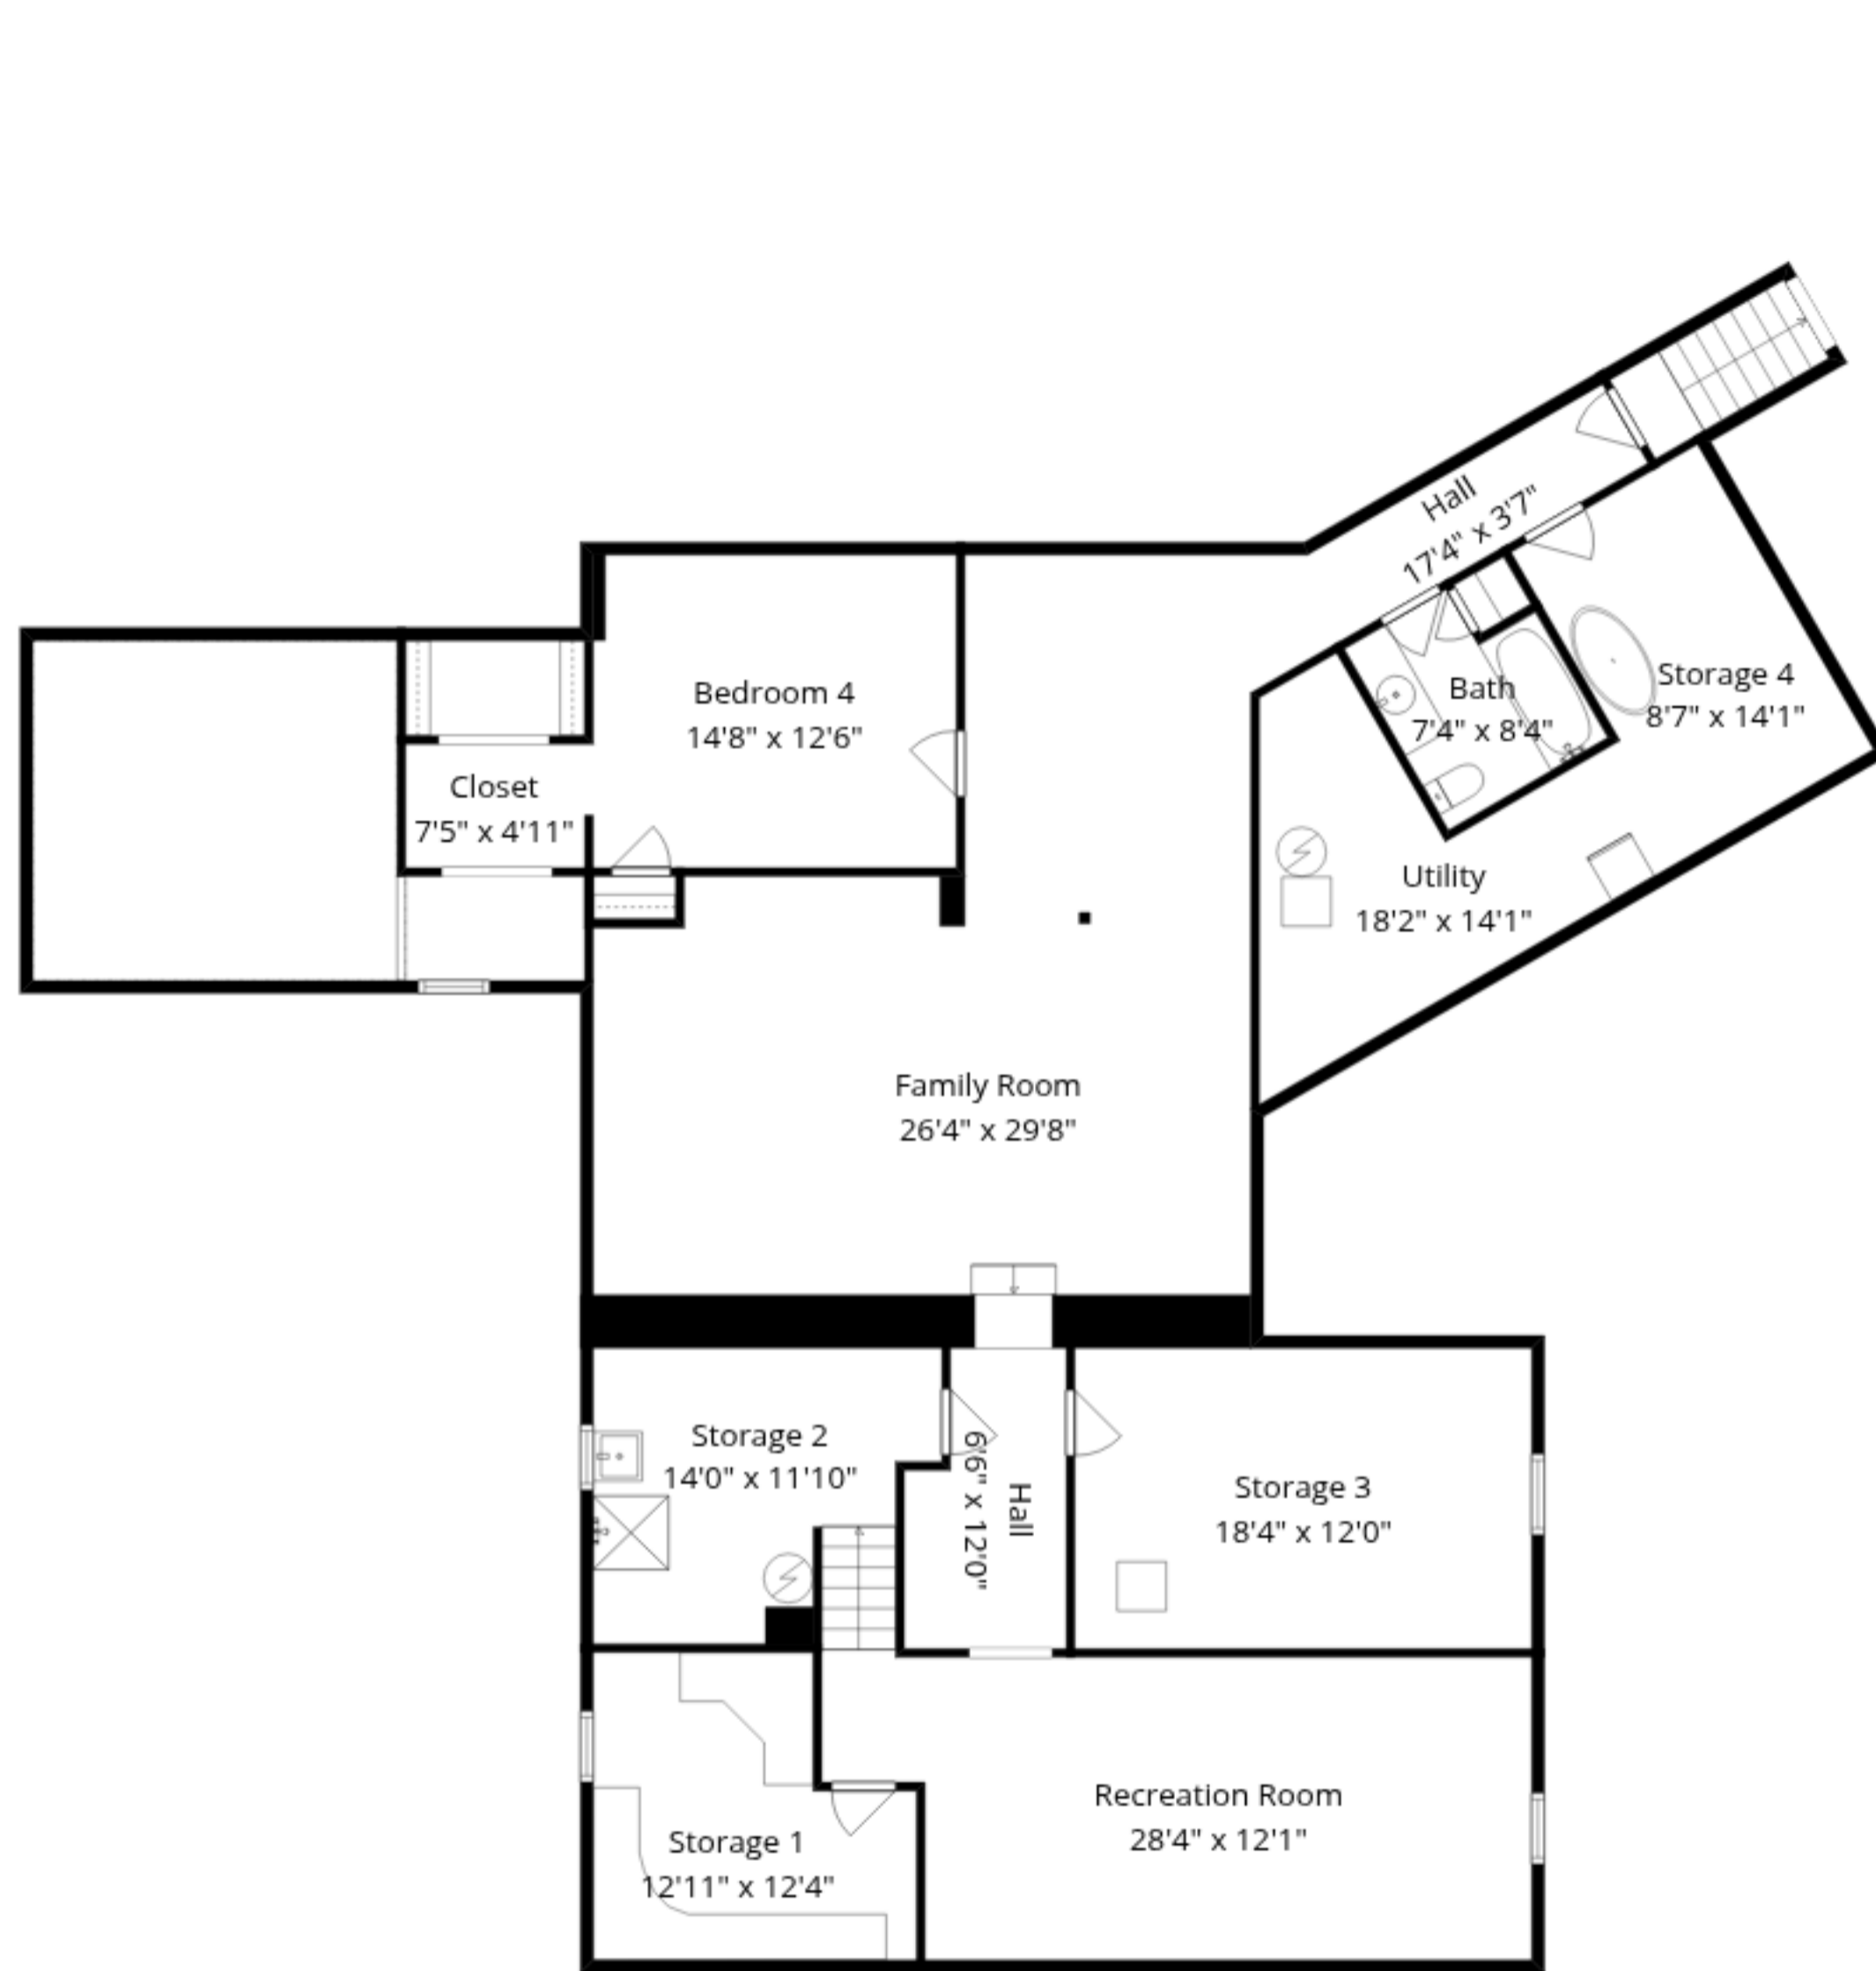 Hall
17'4" x 3'7"
Bedroom 4
14'8" x 12'6"
Storage 4
8'7" x 14'1"
Bath
7'4" x 8'4"
Closet
7'5" x 4'11"
Utility
18'2" x 14'1"
Family Room
26'4" x 29'8"
Storage 2
14'0" x 11'10"
Hall
6'6" x 12'0"
Storage 3
18'4" x 12'0"
Recreation Room
28'4" x 12'1"
Storage 1
12'11" x 12'4"